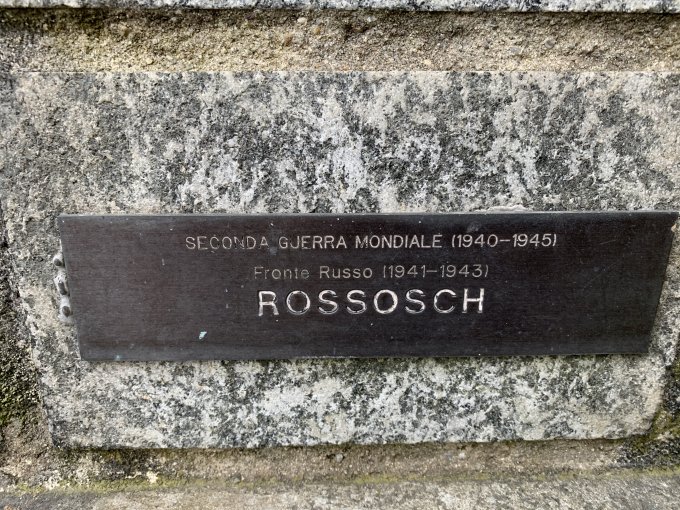 SECONDA GUERRA MONDIALE (1940-1945)
Fronte Russo (1941-1943)
ROSSOSCH